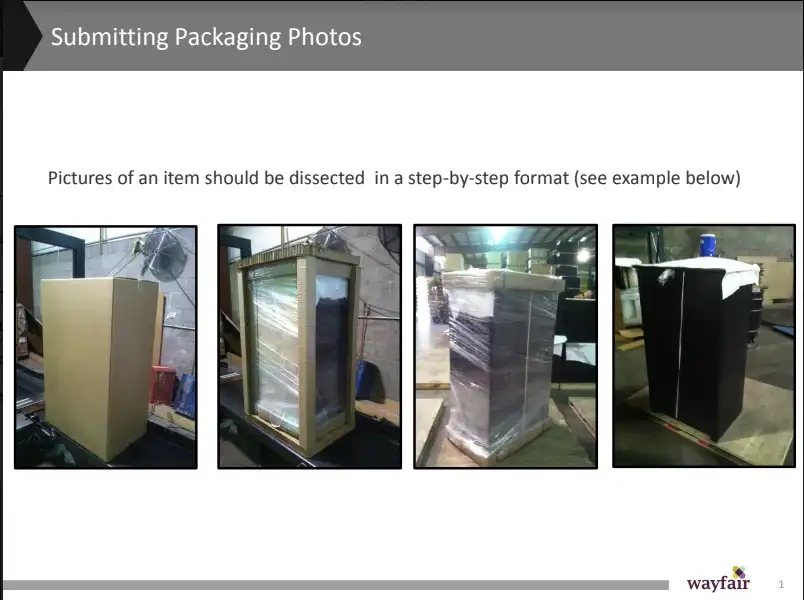 Submitting Packaging Photos
Pictures of an item should be dissected  in a step-by-step format (see example below)
wayfair
1